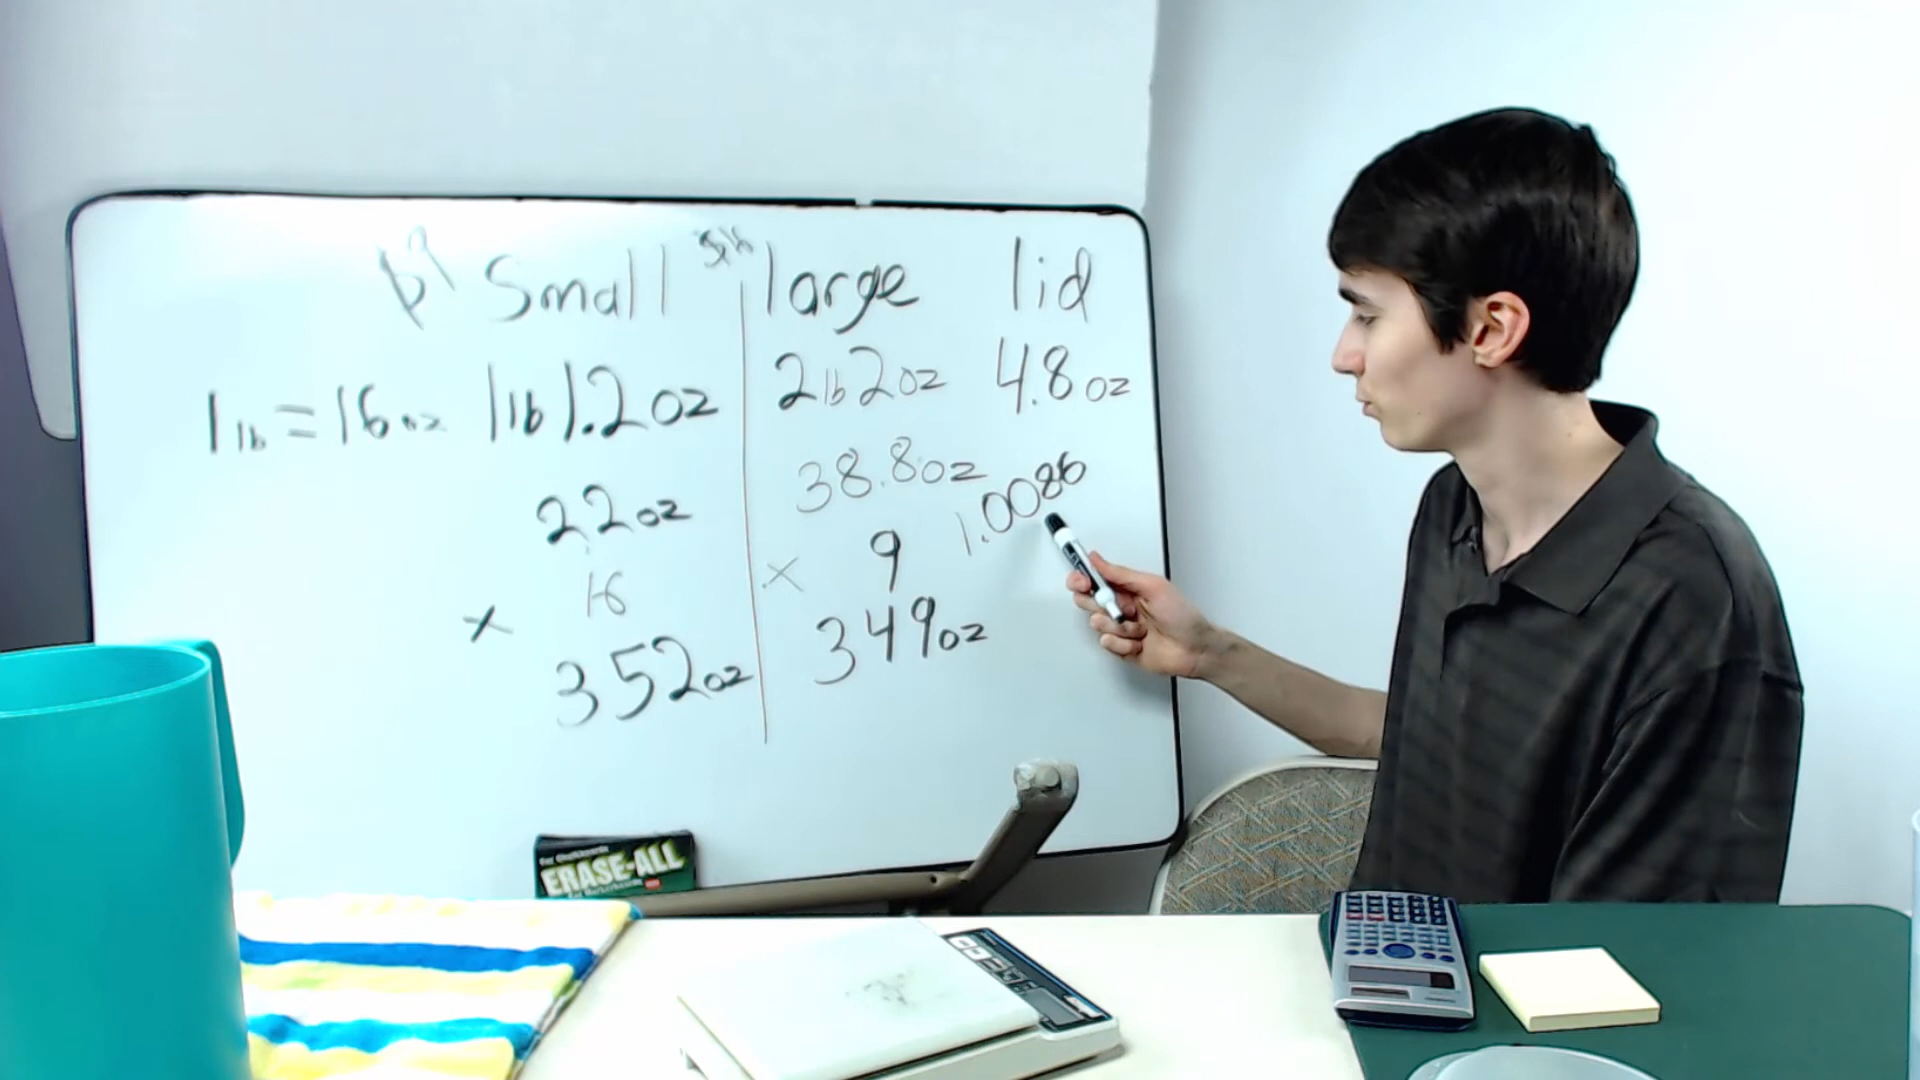 Small large lid
1lb = 16oz 1lb 1.2oz 2lb 2oz 4.8oz
22oz 38.8oz 1.0086
× 16 × 9
352oz 349oz
ERASE-ALL